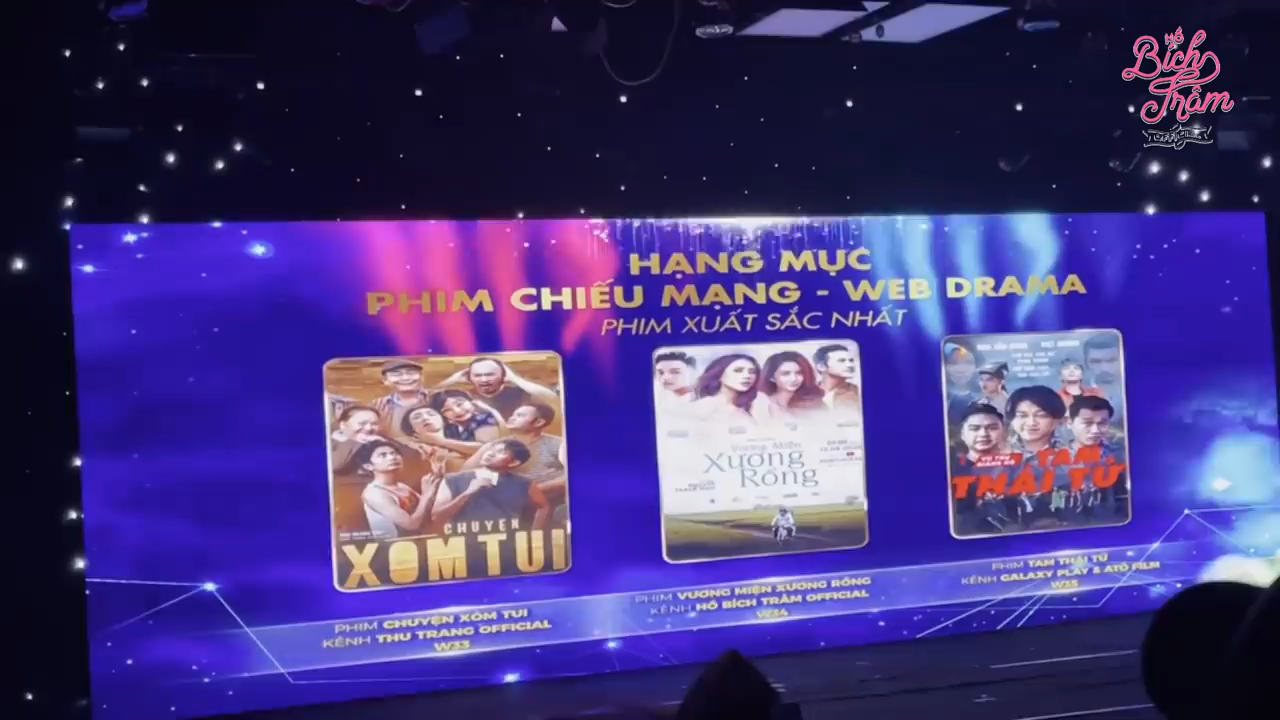 HỒ
Bích
Trâm
HẠNG MỤC
PHIM CHIẾU MẠNG - WEB DRAMA
PHIM XUẤT SẮC NHẤT
CHUYỆN
XÓM TUI
Vương Miện
Xương
Rồng
TAM
THÁI TỬ
PHIM CHUYỆN XÓM TUI
KÊNH THU TRANG OFFICIAL
W33
PHIM VƯƠNG MIỆN XƯƠNG RỒNG
KÊNH HỒ BÍCH TRÂM OFFICIAL
W34
PHIM TAM THÁI TỬ
KÊNH GALAXY PLAY & ATÔ FILM
W35